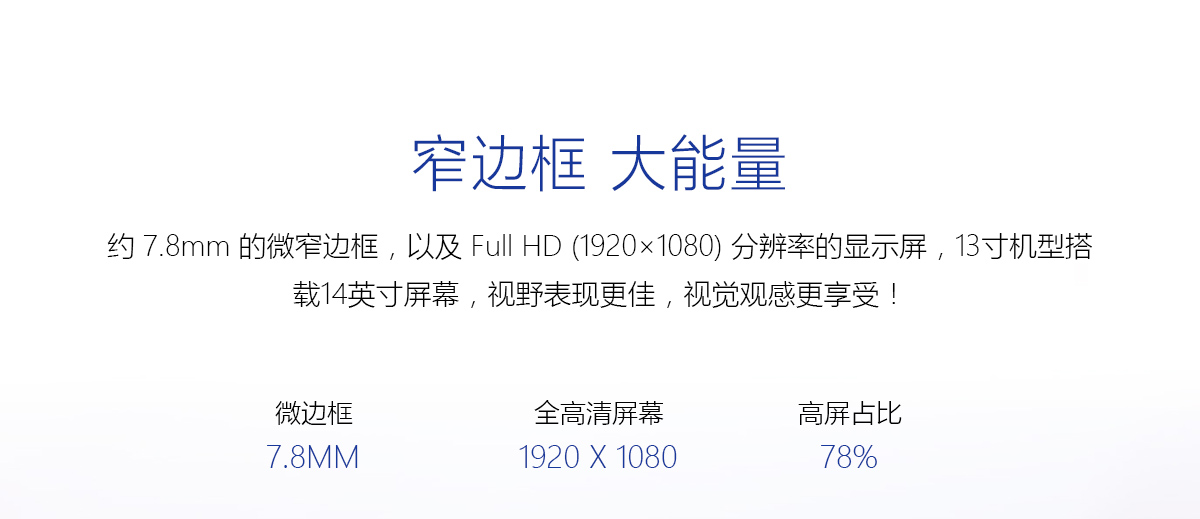 窄边框 大能量
约 7.8mm 的微窄边框，以及 Full HD (1920×1080) 分辨率的显示屏，13寸机型搭
载14英寸屏幕，视野表现更佳，视觉观感更享受！
微边框 全高清屏幕 高屏占比
7.8MM 1920 X 1080 78%